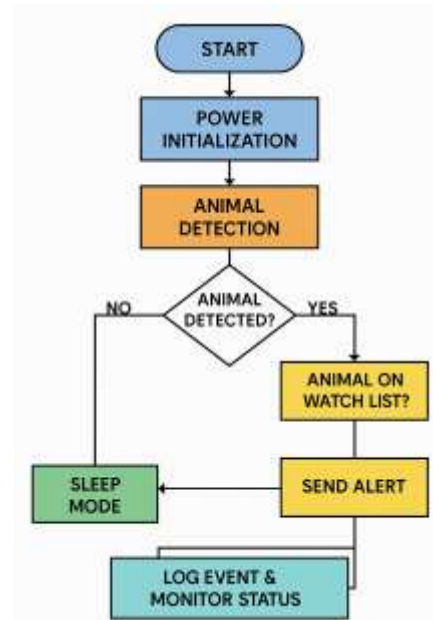 START
POWER
INITIALIZATION
ANIMAL
DETECTION
ANIMAL
DETECTED?
NO
YES
ANIMAL ON
WATCH LIST?
SLEEP
MODE
SEND ALERT
LOG EVENT &
MONITOR STATUS